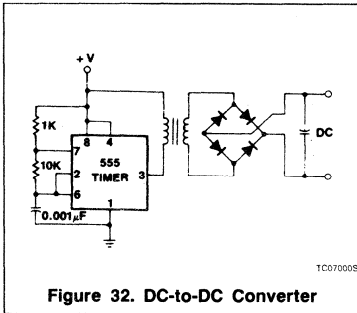 + V
1K
8
4
7
10K
555
TIMER
2
3
DC
6
1
0.001μF
TC07000S
Figure 32. DC-to-DC Converter